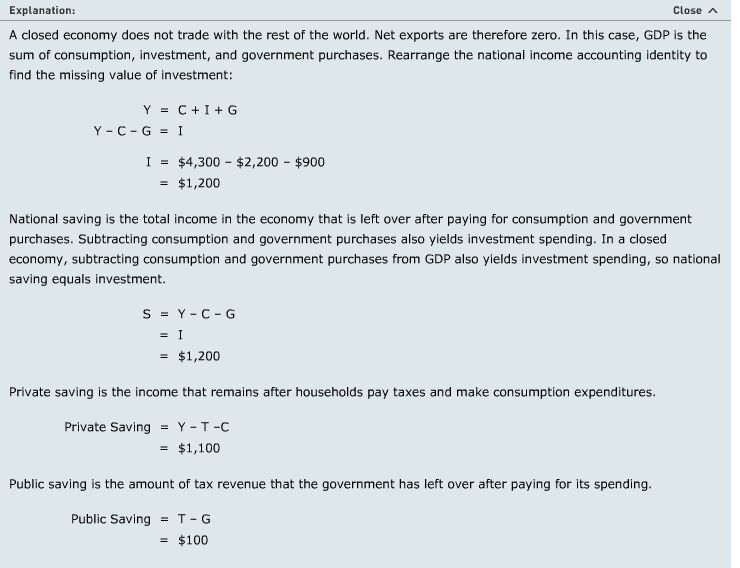 Explanation:
Close
A closed economy does not trade with the rest of the world. Net exports are therefore zero. In this case, GDP is the
sum of consumption, investment, and government purchases. Rearrange the national income accounting identity to
find the missing value of investment:
Y = C + I + G
Y – C – G = I
I = $4,300 – $2,200 – $900
= $1,200
National saving is the total income in the economy that is left over after paying for consumption and government
purchases. Subtracting consumption and government purchases also yields investment spending. In a closed
economy, subtracting consumption and government purchases from GDP also yields investment spending, so national
saving equals investment.
S = Y – C – G
= I
= $1,200
Private saving is the income that remains after households pay taxes and make consumption expenditures.
Private Saving = Y – T –C
= $1,100
Public saving is the amount of tax revenue that the government has left over after paying for its spending.
Public Saving = T – G
= $100